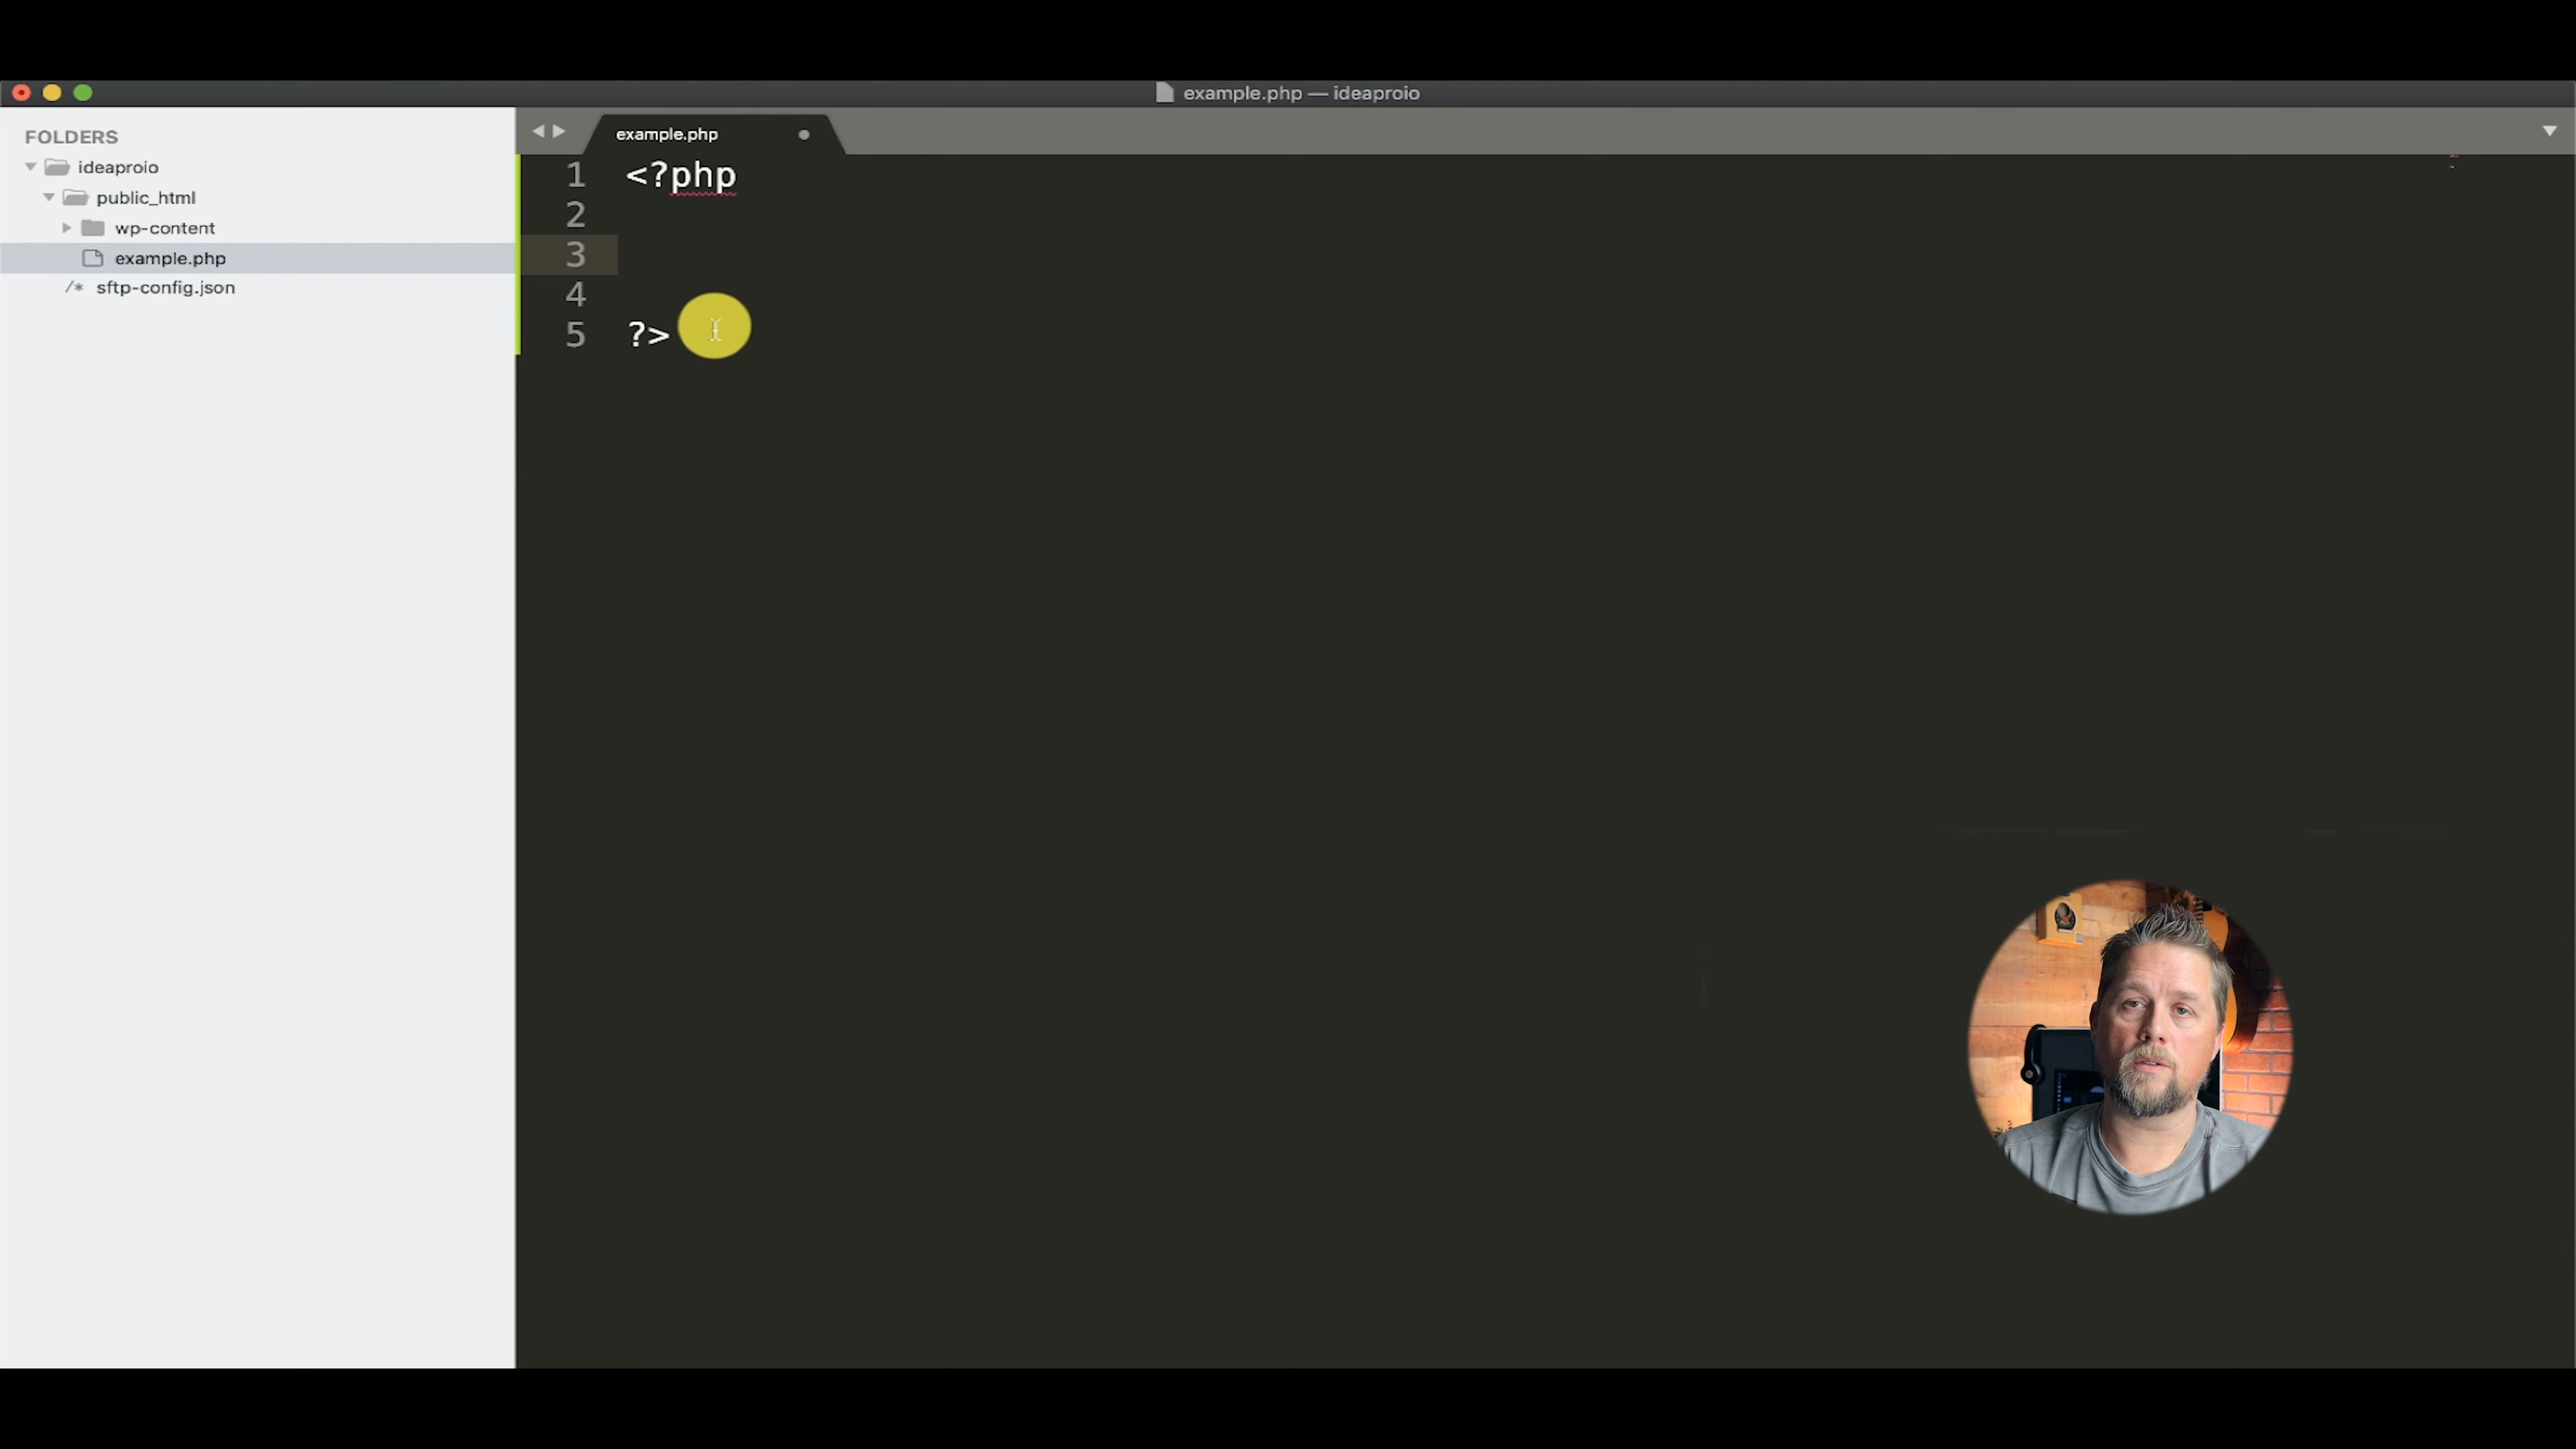 example.php — ideaproio
FOLDERS
ideaproio
public_html
wp-content
example.php
/* sftp-config.json
example.php
1 <?php
2
3
4
5 ?>